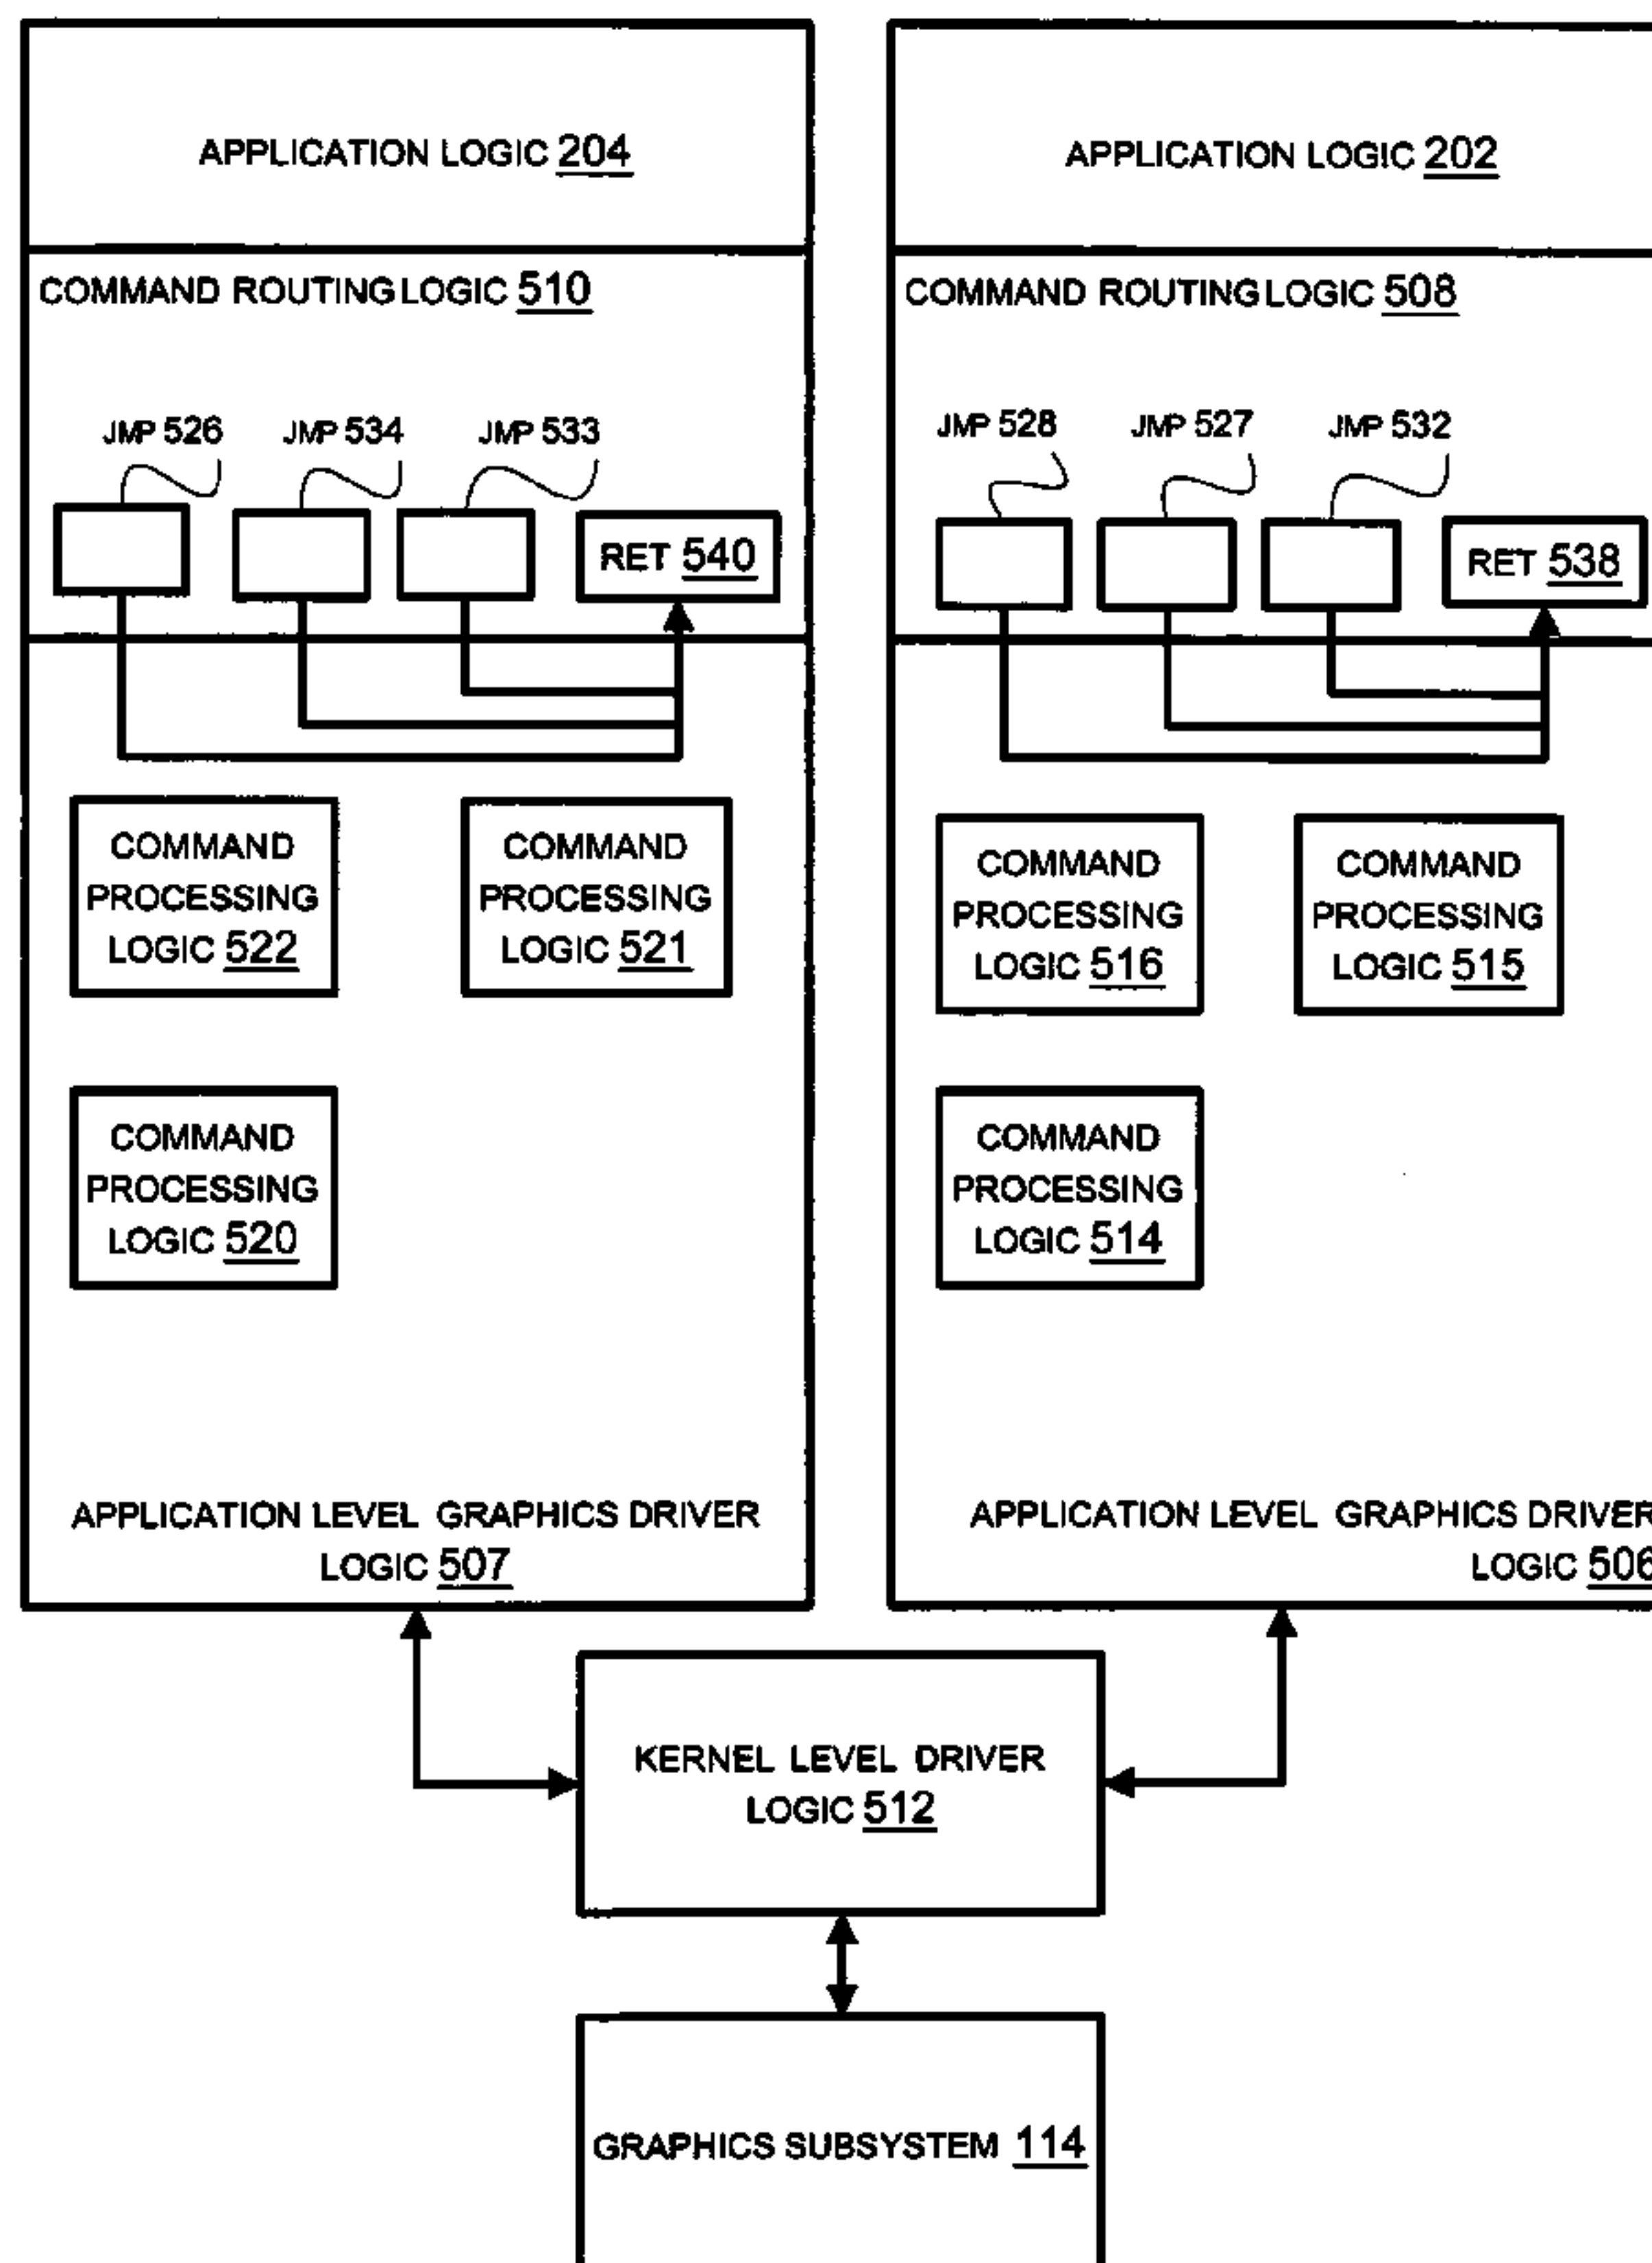 APPLICATION LOGIC 204
COMMAND ROUTING LOGIC 510
JMP 526
JMP 534
JMP 533
RET 540
COMMAND
PROCESSING
LOGIC 522
COMMAND
PROCESSING
LOGIC 521
COMMAND
PROCESSING
LOGIC 520
APPLICATION LEVEL GRAPHICS DRIVER
LOGIC 507
APPLICATION LOGIC 202
COMMAND ROUTING LOGIC 508
JMP 528
JMP 527
JMP 532
RET 538
COMMAND
PROCESSING
LOGIC 516
COMMAND
PROCESSING
LOGIC 515
COMMAND
PROCESSING
LOGIC 514
APPLICATION LEVEL GRAPHICS DRIVER
LOGIC 506
KERNEL LEVEL DRIVER
LOGIC 512
GRAPHICS SUBSYSTEM 114